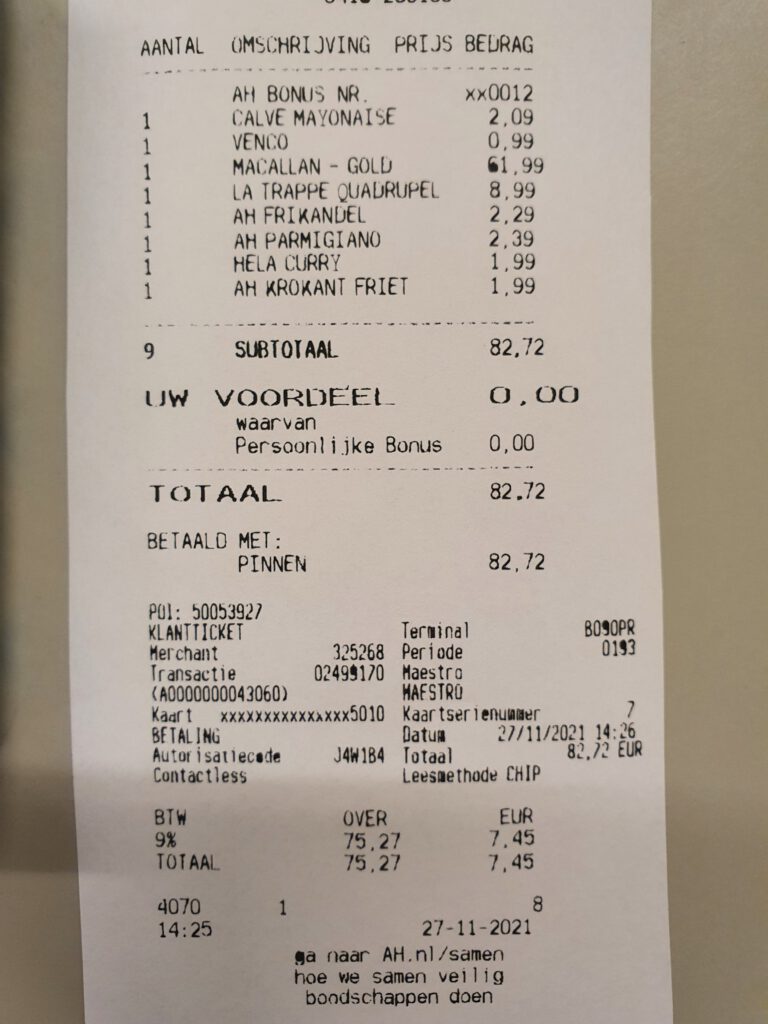 AANTAL OMSCHRIJVING PRIJS BEDRAG
AH BONUS NR. xx0012
1 CALVE MAYONAISE 2,09
1 VENCO 0,99
1 MACALLAN - GOLD 61,99
1 LA TRAPPE QUADRUPEL 8,99
1 AH FRIKANDEL 2,29
1 AH PARMIGIANO 2,39
1 HELA CURRY 1,99
1 AH KROKANT FRIET 1,99
9 SUBTOTAAL 82,72
UW VOORDEEL 0,00
waarvan
Persoonlijke Bonus 0,00
TOTAAL 82,72
BETAALD MET:
PINNEN 82,72
POI: 50053927
KLANTTICKET Terminal BO9OPR
Merchant 325268 Periode 0193
Transactie 02499170 Maestro
(A0000000043060) MAESTRO
Kaart xxxxxxxxxxxxxxx5010 Kaartserienummer 7
BETALING Datum 27/11/2021 14:26
Autorisatiecode J4W1B4 Totaal 82,72 EUR
Contactless Leesmethode CHIP
BTW OVER EUR
9% 75,27 7,45
TOTAAL 75,27 7,45
4070 1 8
14:25 27-11-2021
ga naar AH.nl/samen
hoe we samen veilig
boodschappen doen